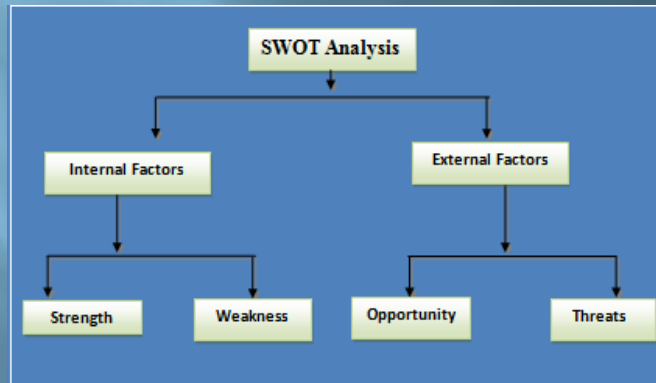 SWOT Analysis
Internal Factors
External Factors
Strength
Weakness
Opportunity
Threats